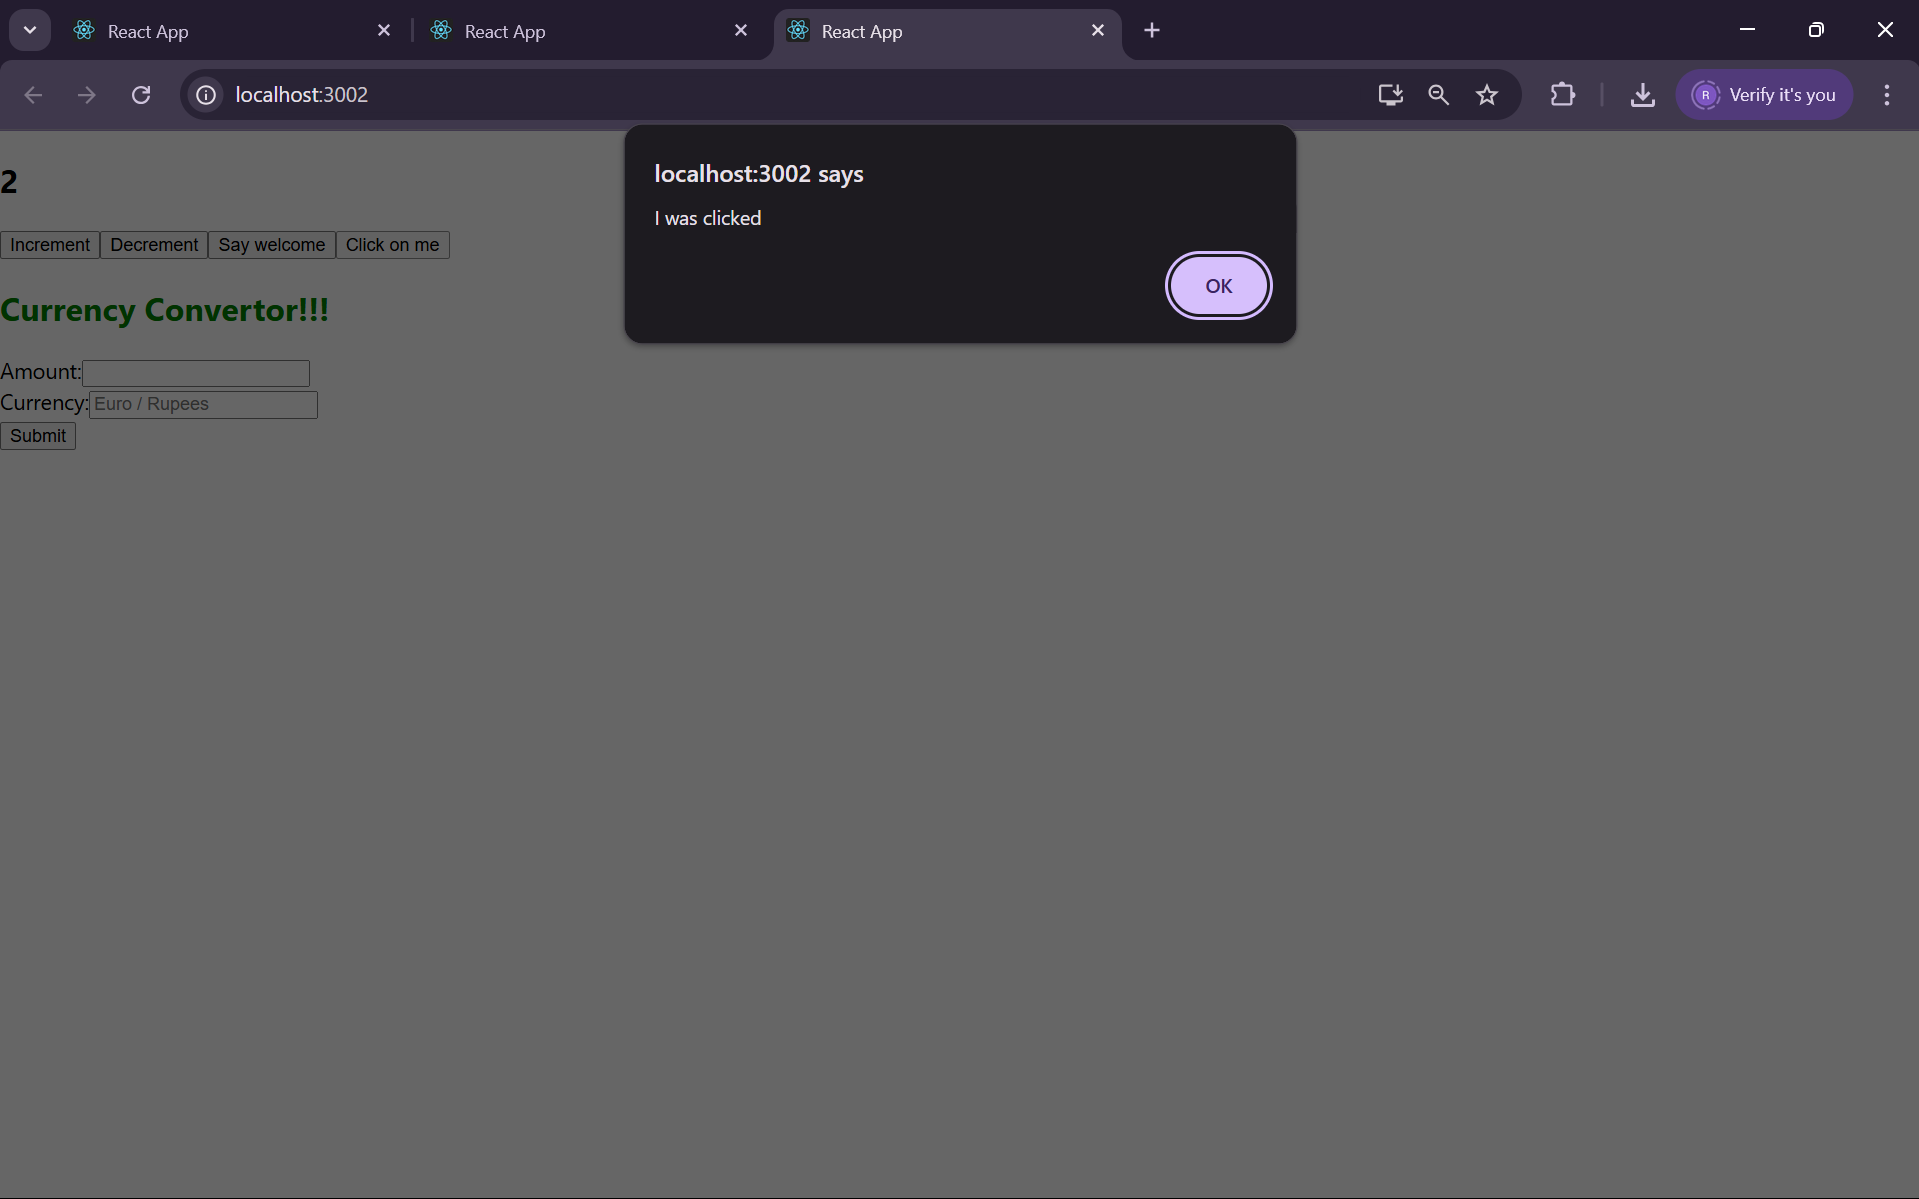 React App
React App
React App
localhost:3002
R Verify it's you
localhost:3002 says
I was clicked
OK
2
Increment Decrement Say welcome Click on me
Currency Convertor!!!
Amount:
Currency: Euro / Rupees
Submit